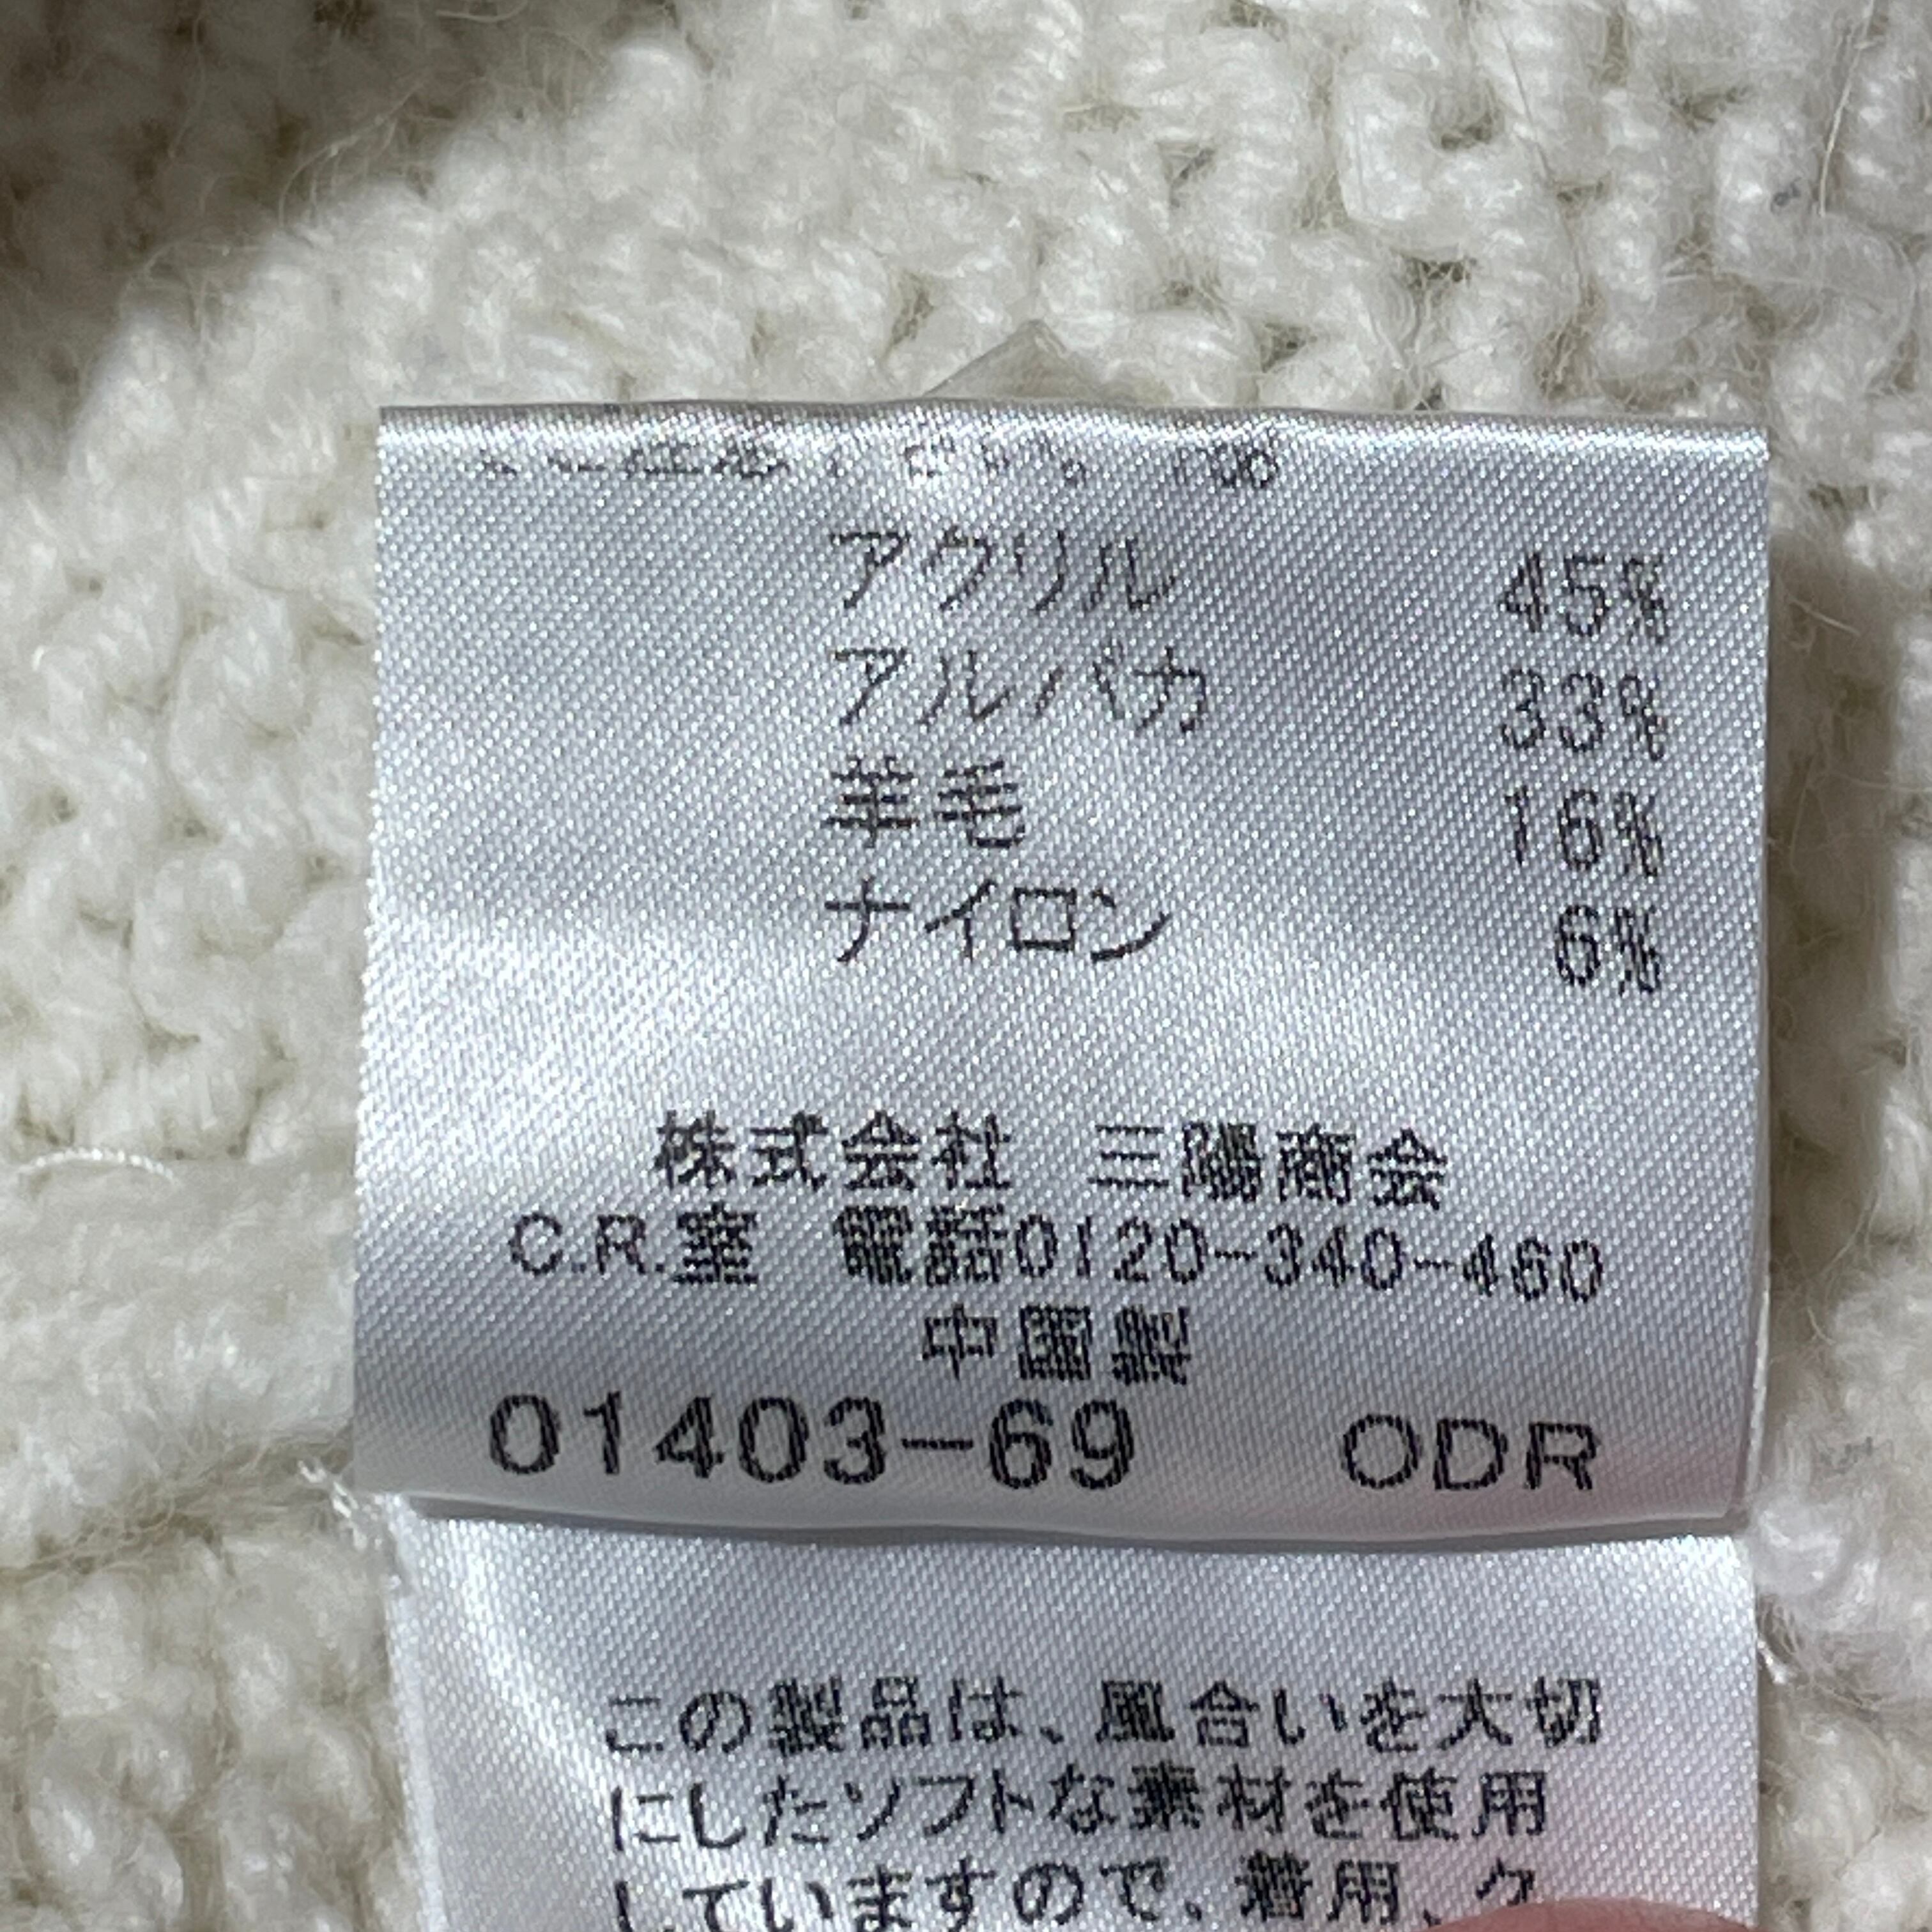 アクリル 45%
アルパカ 33%
羊毛 16%
ナイロン 6%
株式会社 三陽商会
C.R.室 電話0120-340-460
中国製
01403-69 ODR
この製品は、風合いを大切
にしたソフトな素材を使用
していますので、着用、ク